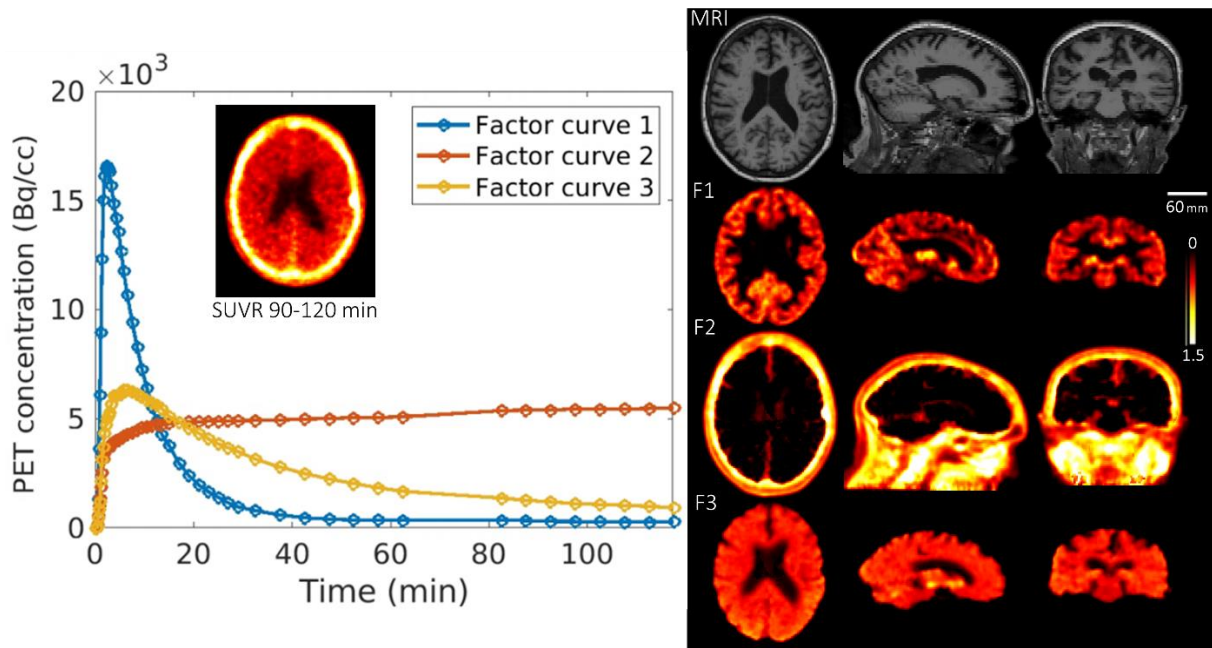 ×10³
20
15
10
5
0
PET concentration (Bq/cc)
0
20
40
60
80
100
Time (min)
Factor curve 1
Factor curve 2
Factor curve 3
SUVR 90-120 min
MRI
F1
60 mm
0
1.5
F2
F3